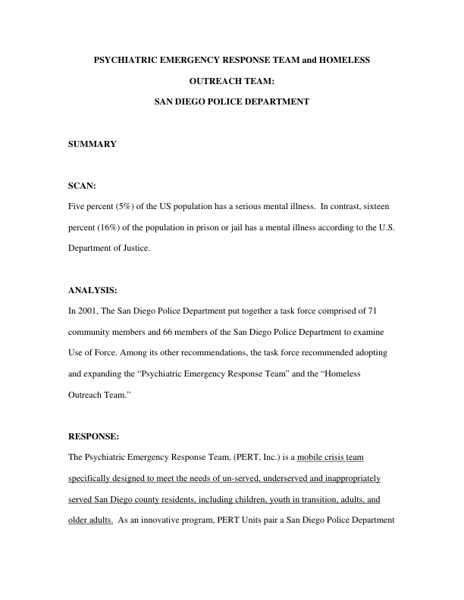 PSYCHIATRIC EMERGENCY RESPONSE TEAM and HOMELESS
OUTREACH TEAM:
SAN DIEGO POLICE DEPARTMENT
SUMMARY
SCAN:
Five percent (5%) of the US population has a serious mental illness.  In contrast, sixteen
percent (16%) of the population in prison or jail has a mental illness according to the U.S.
Department of Justice.
ANALYSIS:
In 2001, The San Diego Police Department put together a task force comprised of 71
community members and 66 members of the San Diego Police Department to examine
Use of Force. Among its other recommendations, the task force recommended adopting
and expanding the “Psychiatric Emergency Response Team” and the “Homeless
Outreach Team.”
RESPONSE:
The Psychiatric Emergency Response Team, (PERT, Inc.) is a mobile crisis team
specifically designed to meet the needs of un-served, underserved and inappropriately
served San Diego county residents, including children, youth in transition, adults, and
older adults.  As an innovative program, PERT Units pair a San Diego Police Department